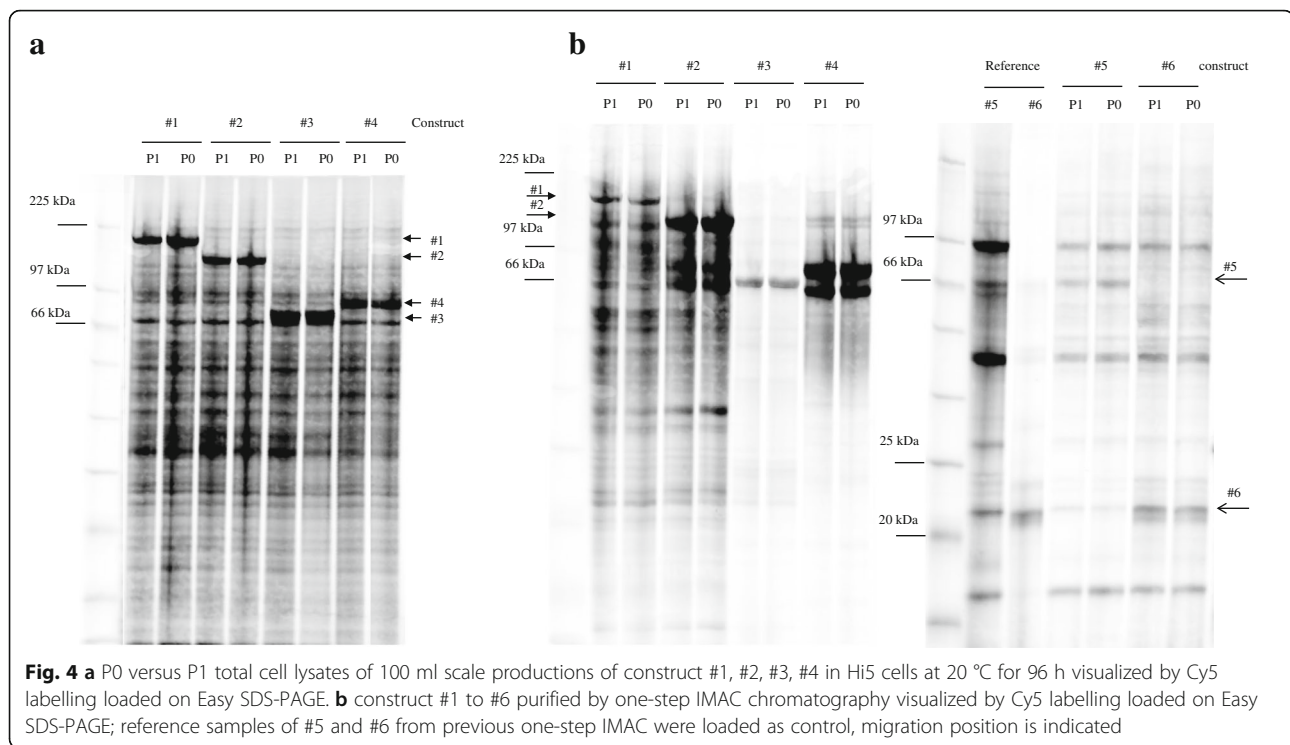 a
#1 #2 #3 #4 Construct
P1 P0 P1 P0 P1 P0 P1 P0
225 kDa
#1
#2
97 kDa
#4
66 kDa
#3
b
#1 #2 #3 #4
P1 P0 P1 P0 P1 P0 P1 P0
225 kDa
#1
#2
97 kDa
66 kDa
Reference #5 #6 construct
#5 #6 P1 P0 P1 P0
97 kDa
66 kDa
#5
25 kDa
#6
20 kDa
Fig. 4 a P0 versus P1 total cell lysates of 100 ml scale productions of construct #1, #2, #3, #4 in Hi5 cells at 20 °C for 96 h visualized by Cy5
labelling loaded on Easy SDS-PAGE. b construct #1 to #6 purified by one-step IMAC chromatography visualized by Cy5 labelling loaded on Easy
SDS-PAGE; reference samples of #5 and #6 from previous one-step IMAC were loaded as control, migration position is indicated